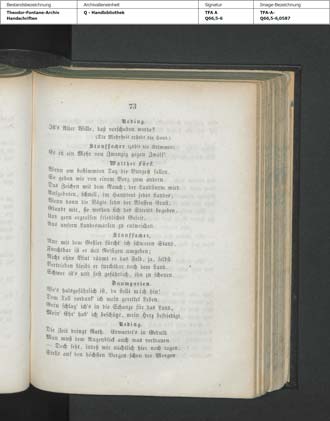 Bestandsbezeichnung
Theodor-Fontane-Archiv
Handschriften
Archivalieneinheit
Q - Handbibliothek
Signatur
TFA A
Q66,5-6
Image-Bezeichnung
TFA-A-
Q66,5-6,0587
73
Reding.
Ist's Aller Wille, daß verschoben werde?
(Die Mehrheit erhebt die Hand)
Stauffacher (zählt die Stimmen).
Es ist ein Mehr von Zwanzig gegen Zwölf!
Walther Fürst
Wenn am bestimmten Tag die Burgen fallen,
So geben wir von einem Berg zum andern
Das Zeichen mit dem Rauch; der Landsturm wird
Aufgeboten, schnell, im Hauptort jedes Landes;
Wenn dann die Vögte sehn der Waffen Ernst,
Glaubt mir, sie werden sich des Streits begeben,
Und gern ergreifen friedliches Geleit,
Aus unsern Landesmarken zu entweichen.
Stauffacher.
Nur mit dem Geßler fürcht' ich schweren Stand,
Furchtbar ist er mit Reisigen umgeben;
Nicht ohne Blut räumt er das Feld, ja, selbst
Vertrieben bleibt er furchtbar noch dem Land.
Schwer ist's und fast gefährlich, ihn zu schonen.
Baumgarten.
Wo's halsgefährlich ist, da stellt mich hin!
Dem Tell verdank' ich mein gerettet Leben.
Gern schlag' ich's in die Schanze für das Land,
Mein' Ehr' hab' ich beschützt, mein Herz befriedigt.
Reding.
Die Zeit bringt Rath. Erwartet's in Geduld.
Man muß dem Augenblick auch was vertrauen.
— Doch seht, indeß wir nächtlich hier noch tagen,
Stellt auf den höchsten Bergen schon der Morgen